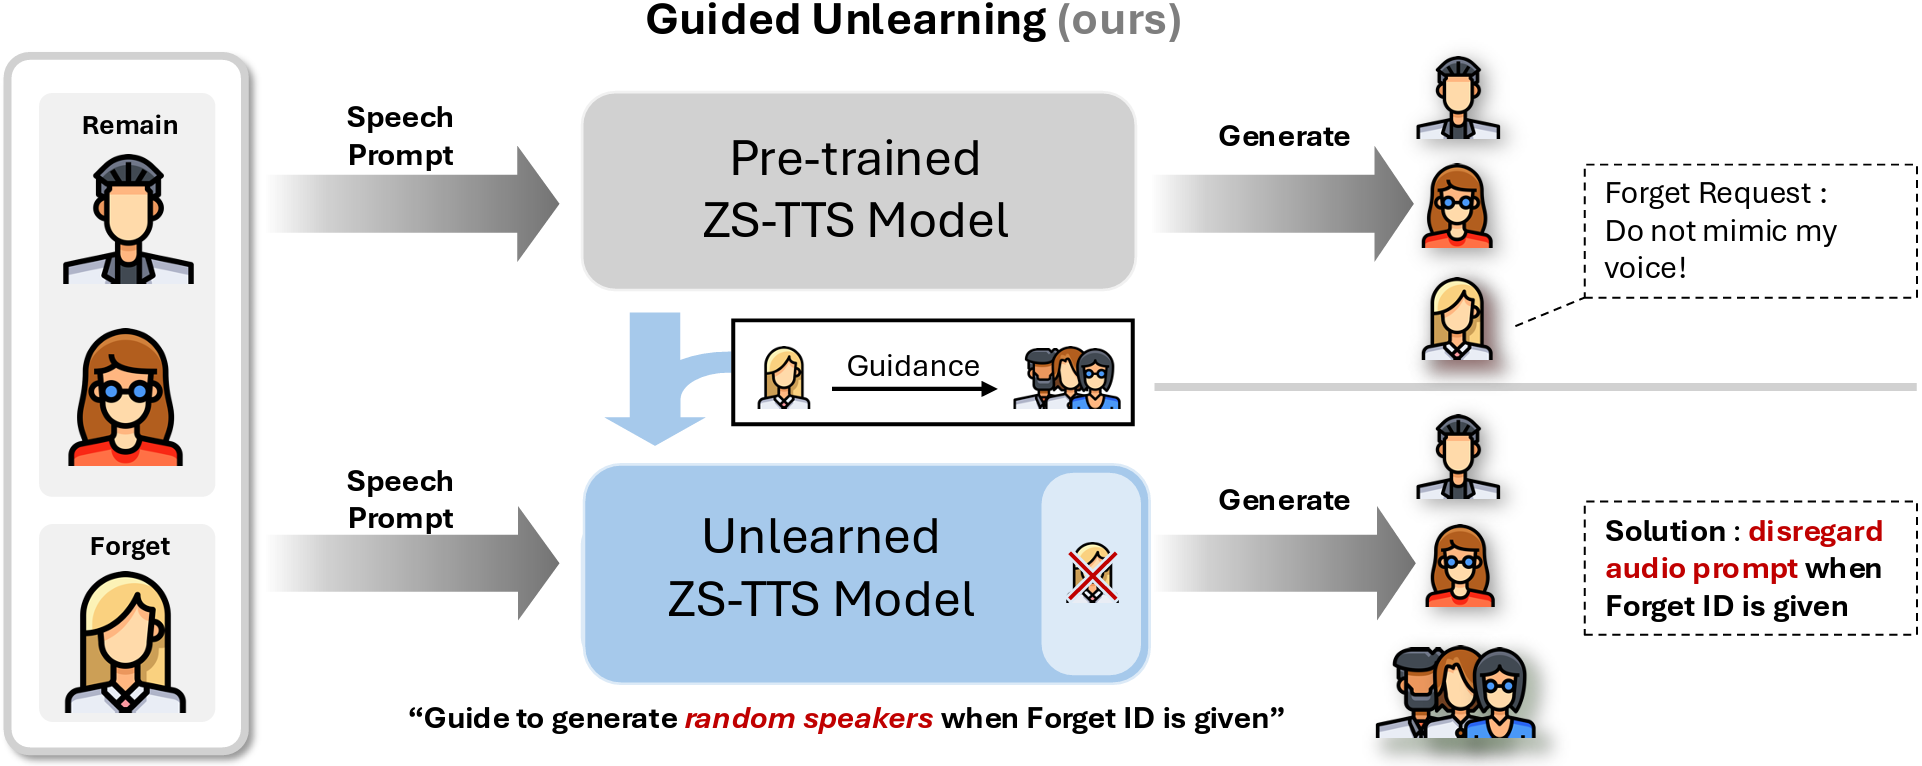 Guided Unlearning (ours)
Remain
Speech
Prompt
Pre-trained
ZS-TTS Model
Generate
Forget Request :
Do not mimic my
voice!
Guidance
Forget
Speech
Prompt
Unlearned
ZS-TTS Model
Generate
Solution : disregard
audio prompt when
Forget ID is given
“Guide to generate random speakers when Forget ID is given”